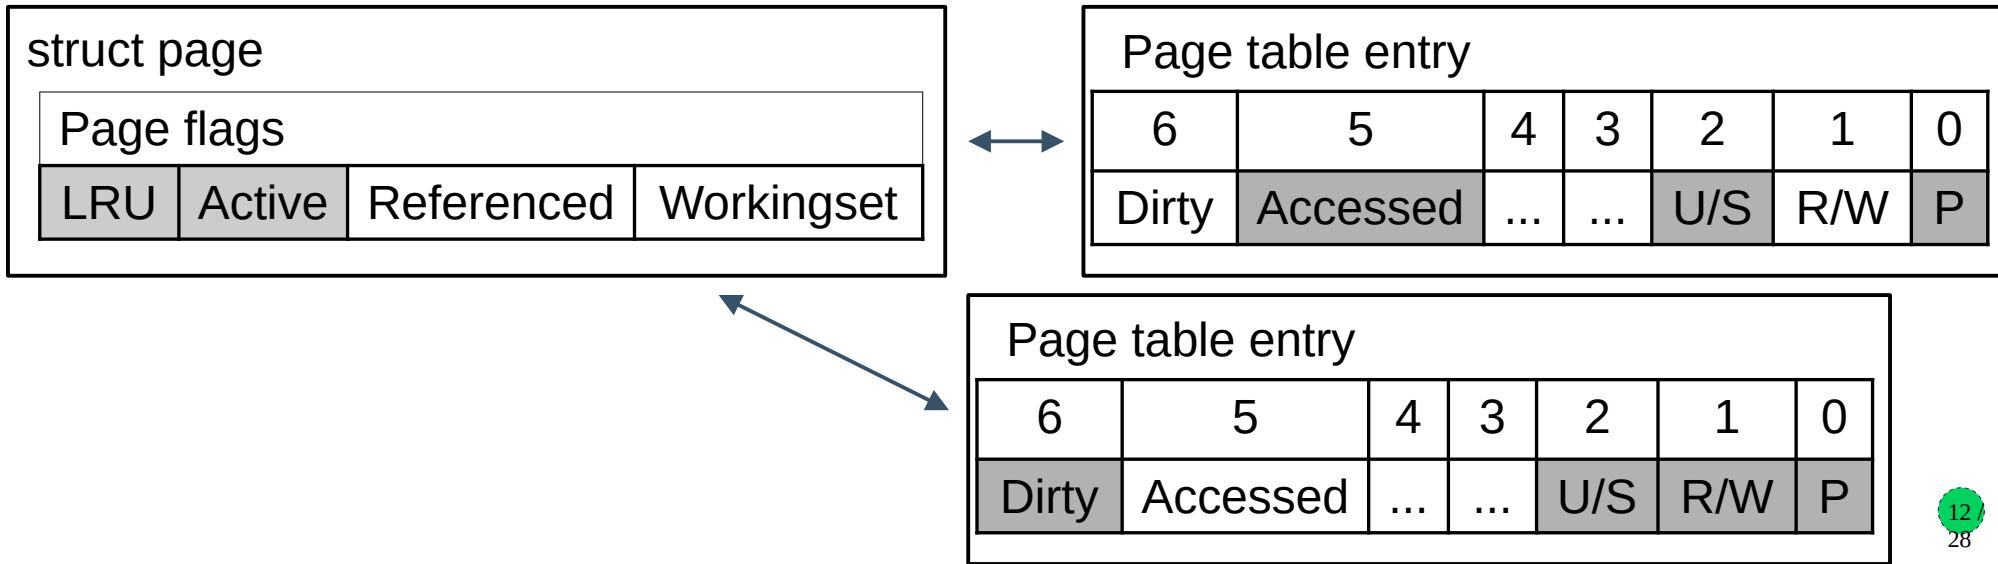 struct page
Page flags
LRU Active Referenced Workingset
Page table entry
6 5 4 3 2 1 0
Dirty Accessed ... ... U/S R/W P
Page table entry
6 5 4 3 2 1 0
Dirty Accessed ... ... U/S R/W P
12 /
28